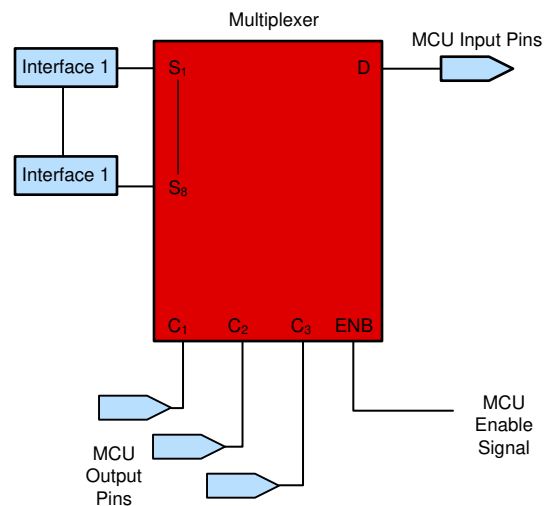 Multiplexer
MCU Input Pins
Interface 1
S₁
D
Interface 1
S₈
C₁ C₂ C₃ ENB
MCU
Output
Pins
MCU
Enable
Signal